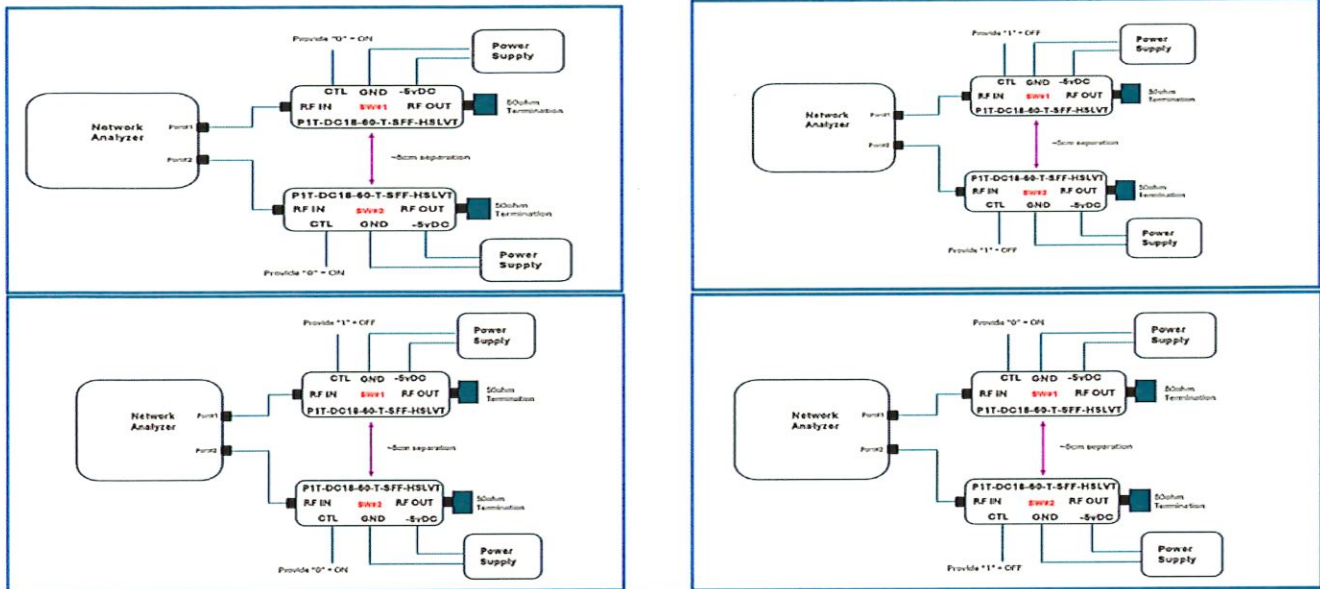 Provide "0" = ON
Power
Supply
CTL GND -5vDC
RF IN SW#1 RF OUT
P1T-DC18-60-T-SFF-HSLVT
50ohm
Termination
Network
Analyzer
Port#1
Port#2
~8cm separation
P1T-DC18-60-T-SFF-HSLVT
RF IN SW#2 RF OUT
CTL GND -5vDC
50ohm
Termination
Power
Supply
Provide "0" = ON
Provide "1" = OFF
Power
Supply
CTL GND -5vDC
RF IN SW#1 RF OUT
P1T-DC18-60-T-SFF-HSLVT
50ohm
Termination
Network
Analyzer
Port#1
Port#2
separation
P1T-DC18-60-T-SFF-HSLVT
RF IN SW#2 RF OUT
CTL GND -5vDC
50ohm
Termination
Power
Supply
Provide "1" = OFF
Provide "1" = OFF
Power
Supply
CTL GND -5vDC
RF IN SW#1 RF OUT
P1T-DC18-60-T-SFF-HSLVT
50ohm
Termination
Network
Analyzer
Port#1
Port#2
separation
P1T-DC18-60-T-SFF-HSLVT
RF IN SW#2 RF OUT
CTL GND -5vDC
50ohm
Termination
Power
Supply
Provide "0" = ON
Provide "0" = ON
Power
Supply
CTL GND -5vDC
RF IN SW#1 RF OUT
P1T-DC18-60-T-SFF-HSLVT
50ohm
Termination
Network
Analyzer
Port#1
Port#2
separation
P1T-DC18-60-T-SFF-HSLVT
RF IN SW#2 RF OUT
CTL GND -5vDC
50ohm
Termination
Power
Supply
Provide "1" = OFF